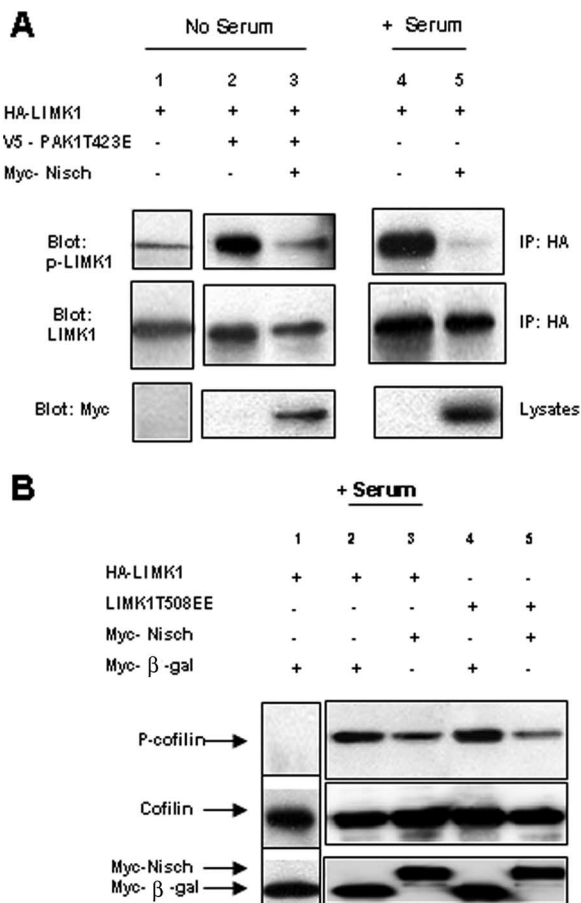 A
No Serum + Serum
1 2 3 4 5
HA-LIMK1 + + + + +
V5 - PAK1T423E - + + - -
Myc- Nisch - - + - +
Blot: p-LIMK1 IP: HA
Blot: LIMK1 IP: HA
Blot: Myc Lysates
B
+ Serum
1 2 3 4 5
HA-LIMK1 + + + - -
LIMK1T508EE - - - + +
Myc- Nisch - - + - +
Myc- β -gal + + - + -
P-cofilin
Cofilin
Myc-Nisch
Myc- β -gal